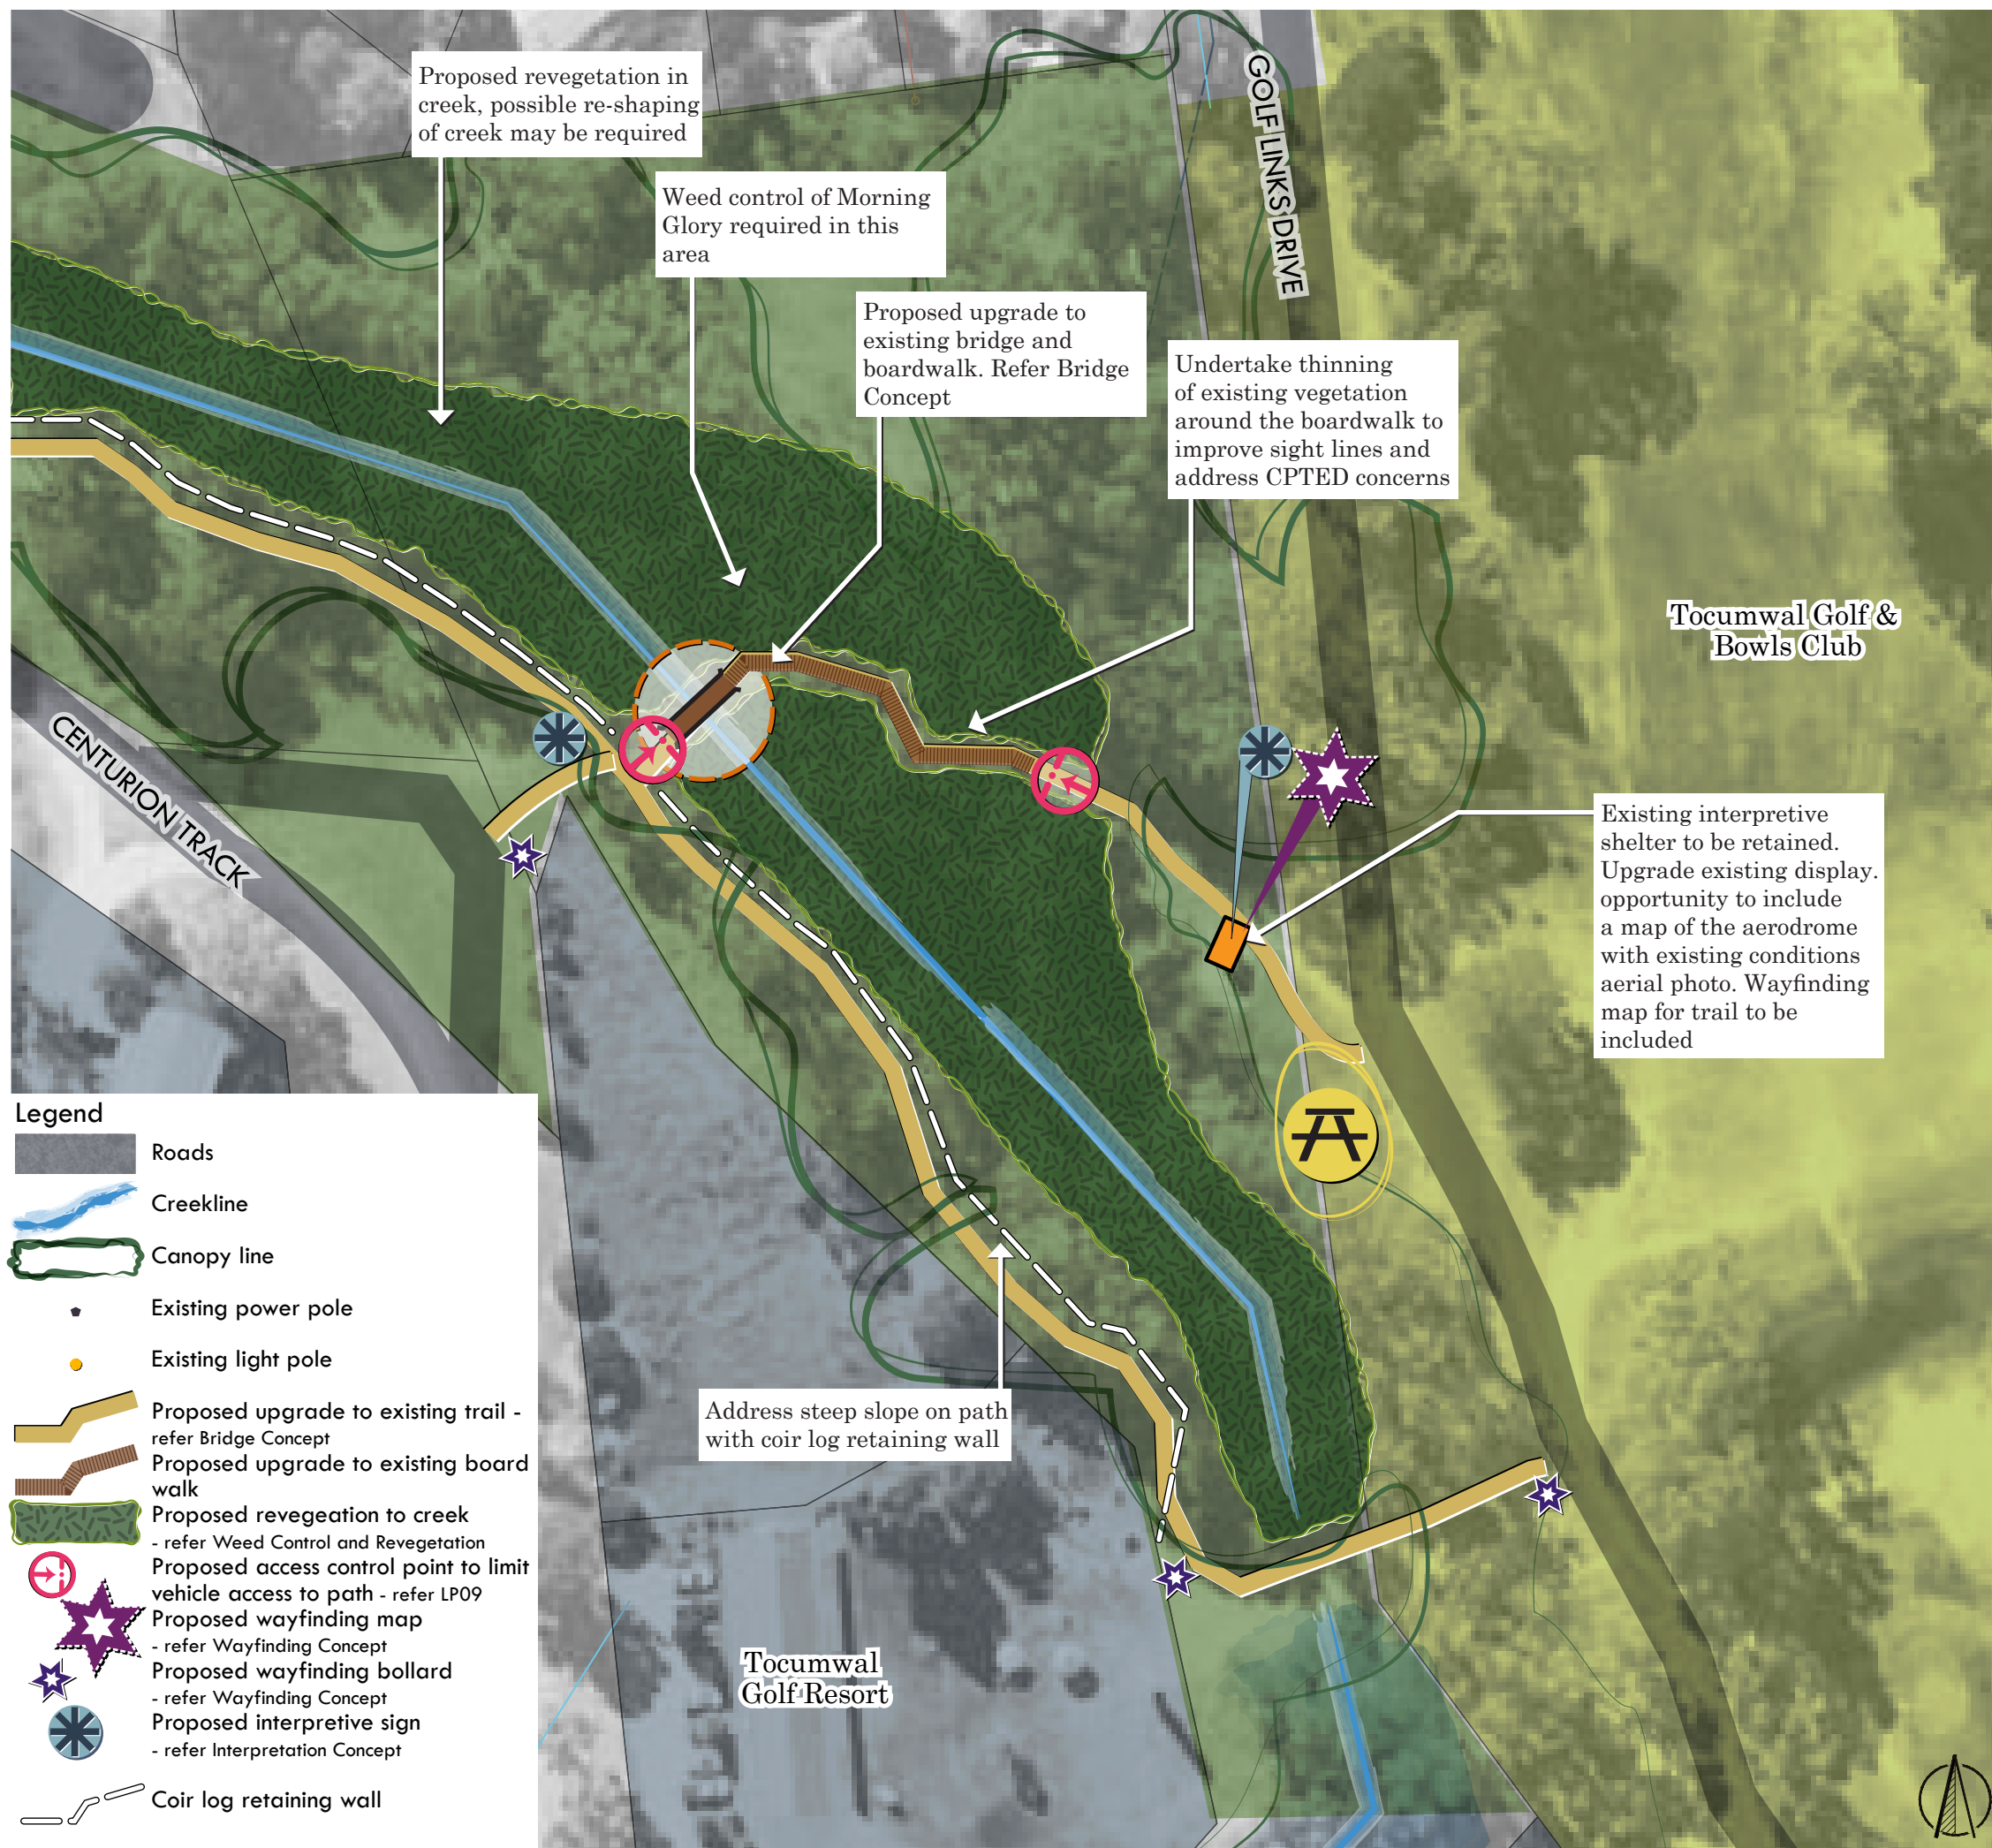 Proposed revegetation in
creek, possible re-shaping
of creek may be required
Weed control of Morning
Glory required in this
area
Proposed upgrade to
existing bridge and
boardwalk. Refer Bridge
Concept
Undertake thinning
of existing vegetation
around the boardwalk to
improve sight lines and
address CPTED concerns
GOLF LINKS DRIVE
Tocumwal Golf &
Bowls Club
CENTURION TRACK
Existing interpretive
shelter to be retained.
Upgrade existing display.
opportunity to include
a map of the aerodrome
with existing conditions
aerial photo. Wayfinding
map for trail to be
included
Address steep slope on path
with coir log retaining wall
Tocumwal
Golf Resort
Legend
Roads
Creekline
Canopy line
Existing power pole
Existing light pole
Proposed upgrade to existing trail -
refer Bridge Concept
Proposed upgrade to existing board
walk
Proposed revegeation to creek
- refer Weed Control and Revegetation
Proposed access control point to limit
vehicle access to path - refer LP09
Proposed wayfinding map
- refer Wayfinding Concept
Proposed wayfinding bollard
- refer Wayfinding Concept
Proposed interpretive sign
- refer Interpretation Concept
Coir log retaining wall